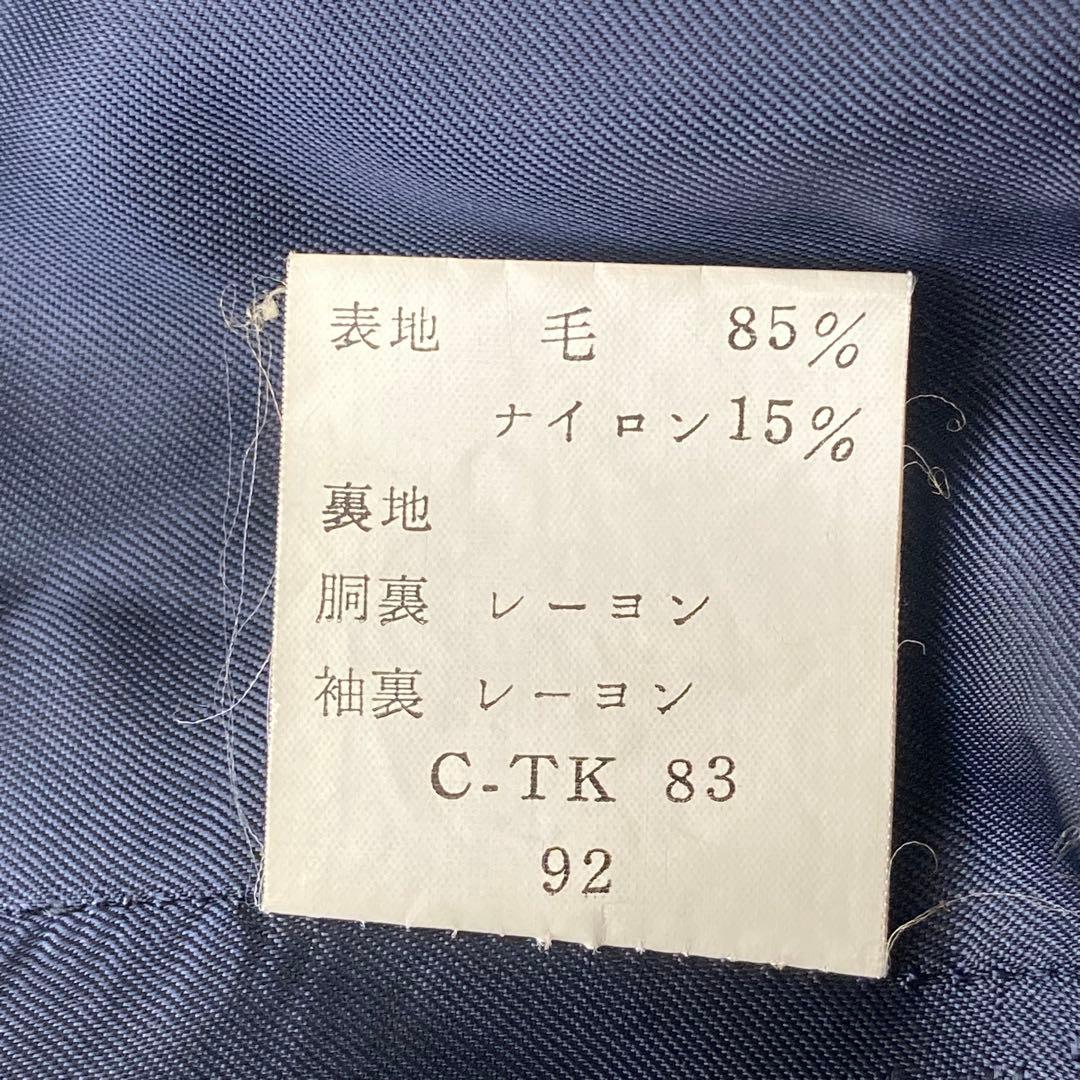 表地 毛 85%
ナイロン15%
裏地
胴裏 レーヨン
袖裏 レーヨン
C-TK 83
92